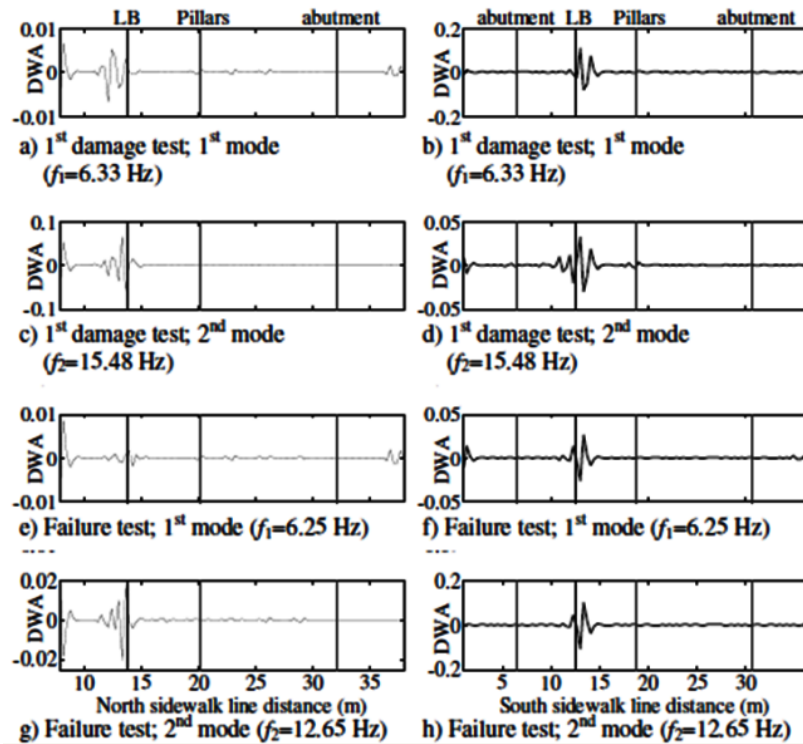 LB Pillars abutment
abutment LB Pillars abutment
0.01
0
-0.01
DWA
0.2
0.0
-0.2
DWA
a) 1st damage test; 1st mode
(f1=6.33 Hz)
b) 1st damage test; 1st mode
(f1=6.33 Hz)
0.1
0
-0.1
DWA
0.05
0
-0.05
DWA
c) 1st damage test; 2nd mode
(f2=15.48 Hz)
d) 1st damage test; 2nd mode
(f2=15.48 Hz)
0.01
0
-0.01
DWA
0.05
0
-0.05
DWA
e) Failure test; 1st mode (f1=6.25 Hz)
f) Failure test; 1st mode (f1=6.25 Hz)
0.02
0
-0.02
DWA
0.2
0
-0.2
DWA
10 15 20 25 30 35
North sidewalk line distance (m)
5 10 15 20 25 30
South sidewalk line distance (m)
g) Failure test; 2nd mode (f2=12.65 Hz)
h) Failure test; 2nd mode (f2=12.65 Hz)